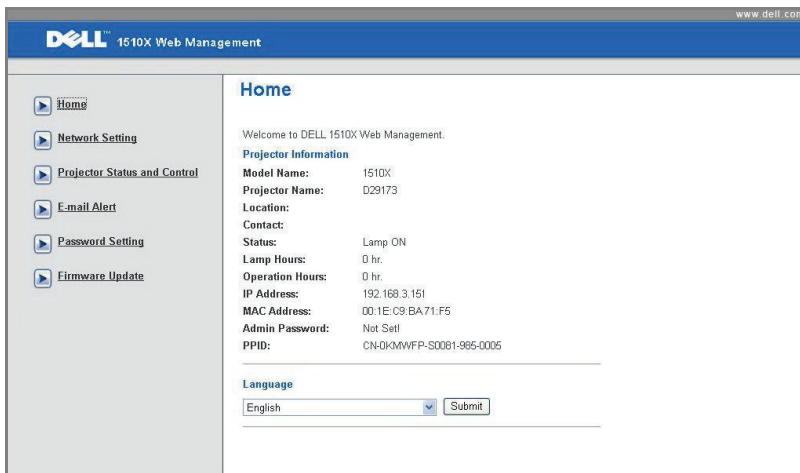 www.dell.com
DELL™ 1510X Web Management
Home
Network Setting
Projector Status and Control
E-mail Alert
Password Setting
Firmware Update
Home
Welcome to DELL 1510X Web Management.
Projector Information
Model Name: 1510X
Projector Name: D29173
Location:
Contact:
Status: Lamp ON
Lamp Hours: 0 hr.
Operation Hours: 0 hr.
IP Address: 192.168.3.151
MAC Address: 00:1E:C9:BA:71:F5
Admin Password: Not Set!
PPID: CN-0KMWFP-S0081-985-0005
Language
English Submit